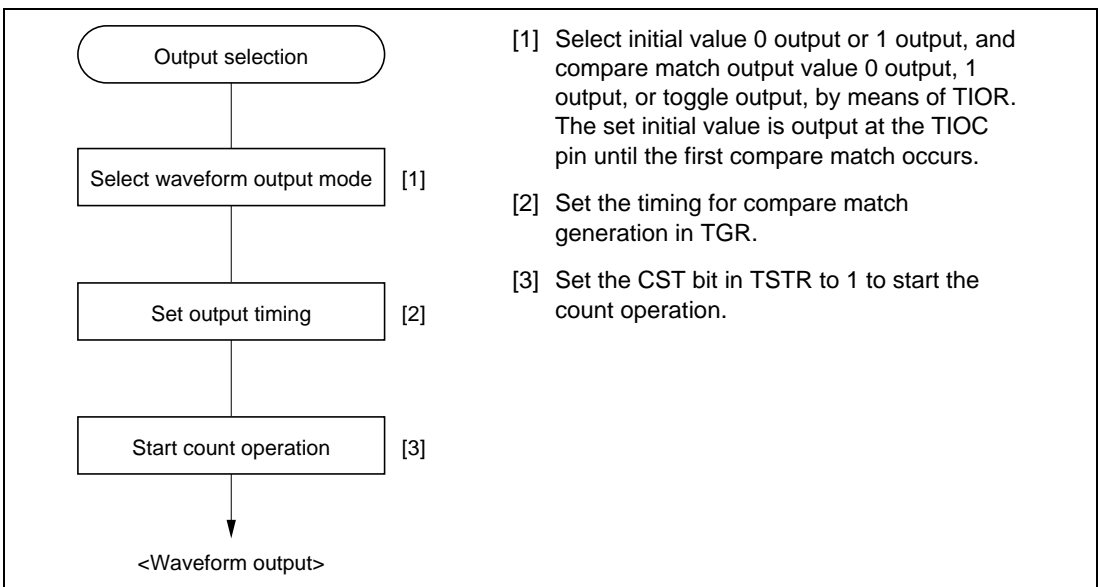 Output selection
Select waveform output mode [1]
Set output timing [2]
Start count operation [3]
<Waveform output>
[1] Select initial value 0 output or 1 output, and
compare match output value 0 output, 1
output, or toggle output, by means of TIOR.
The set initial value is output at the TIOC
pin until the first compare match occurs.
[2] Set the timing for compare match
generation in TGR.
[3] Set the CST bit in TSTR to 1 to start the
count operation.